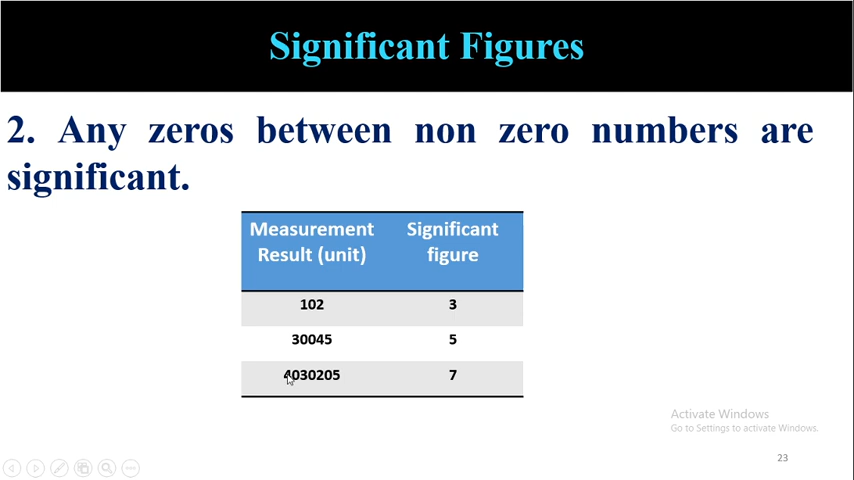 Significant Figures
2. Any zeros between non zero numbers are
significant.
Measurement Significant
Result (unit) figure
102 3
30045 5
4030205 7
Activate Windows
Go to Settings to activate Windows.
23